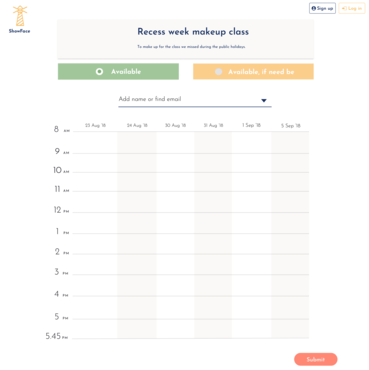 Sign up
Log in
ShowFase
Recess week makeup class
To make up for the class we missed during the public holidays
Available
Available, if need be
Add name or find email
23 Aug '18 24 Aug '18 30 Aug '18 31 Aug '18 1 Sep '18 5 Sep '18
8 AM
9 AM
10 AM
11 AM
12 PM
1 PM
2 PM
3 PM
4 PM
5 PM
5.45 PM
Submit